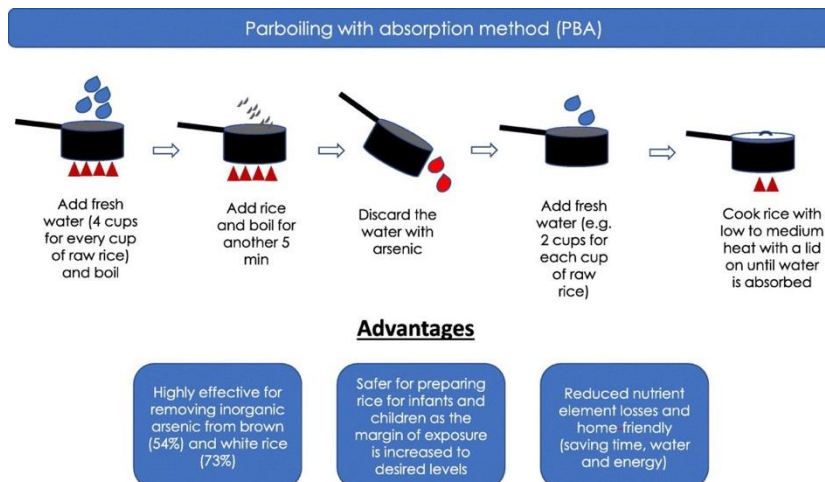 Parboiling with absorption method (PBA)
Add fresh
water (4 cups
for every cup
of raw rice) and
boil
Add rice
and boil for
another 5
min
Discard the
water with
arsenic
Add fresh
water (e.g.
2 cups for
each cup
of raw
rice)
Cook rice with
low to medium
heat with a lid
on until water
is absorbed
Advantages
Highly effective for
removing inorganic
arsenic from brown
(54%) and white rice
(73%)
Safer for preparing
rice for infants and
children as the
margin of exposure
is increased to
desired levels
Reduced nutrient
element losses and
home friendly
(saving time, water
and energy)